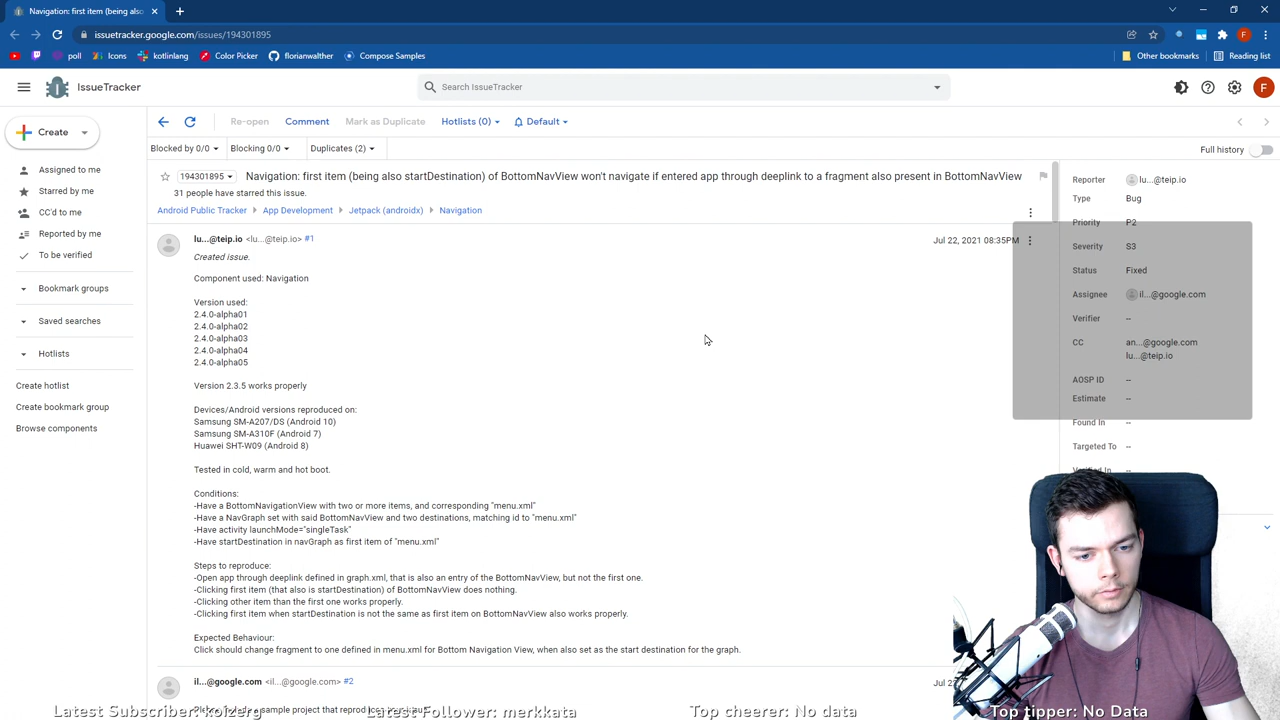 Navigation: first item (being also
issuetracker.google.com/issues/194301895
poll
Icons
kotlinlang
Color Picker
florianwalther
Compose Samples
Other bookmarks
Reading list
IssueTracker
Search IssueTracker
F
Create
Re-open
Comment
Mark as Duplicate
Hotlists (0)
Default
Blocked by 0/0
Blocking 0/0
Duplicates (2)
Full history
Assigned to me
Starred by me
CC'd to me
Reported by me
To be verified
Bookmark groups
Saved searches
Hotlists
Create hotlist
Create bookmark group
Browse components
194301895
Navigation: first item (being also startDestination) of BottomNavView won't navigate if entered app through deeplink to a fragment also present in BottomNavView
31 people have starred this issue.
Android Public Tracker
App Development
Jetpack (androidx)
Navigation
lu...@teip.io <lu...@teip.io> #1
Jul 22, 2021 08:35PM
Created issue.
Component used: Navigation
Version used:
2.4.0-alpha01
2.4.0-alpha02
2.4.0-alpha03
2.4.0-alpha04
2.4.0-alpha05
Version 2.3.5 works properly
Devices/Android versions reproduced on:
Samsung SM-A207/DS (Android 10)
Samsung SM-A310F (Android 7)
Huawei SHT-W09 (Android 8)
Tested in cold, warm and hot boot.
Conditions:
-Have a BottomNavigationView with two or more items, and corresponding "menu.xml"
-Have a NavGraph set with said BottomNavView and two destinations, matching id to "menu.xml"
-Have activity launchMode="singleTask"
-Have startDestination in navGraph as first item of "menu.xml"
Steps to reproduce:
-Open app through deeplink defined in graph.xml, that is also an entry of the BottomNavView, but not the first one.
-Clicking first item (that also is startDestination) of BottomNavView does nothing.
-Clicking other item than the first one works properly.
-Clicking first item when startDestination is not the same as first item on BottomNavView also works properly.
Expected Behaviour:
Click should change fragment to one defined in menu.xml for Bottom Navigation View, when also set as the start destination for the graph.
il...@google.com <il...@google.com> #2
Reporter
lu...@teip.io
Type
Bug
Priority
P2
Severity
S3
Status
Fixed
Assignee
il...@google.com
Verifier
--
CC
an...@google.com
lu...@teip.io
AOSP ID
--
Estimate
--
Found In
--
Targeted To
--
Latest Subscriber: koizerg
Latest Follower: merkkata
Top cheerer: No data
Top tipper: No Data